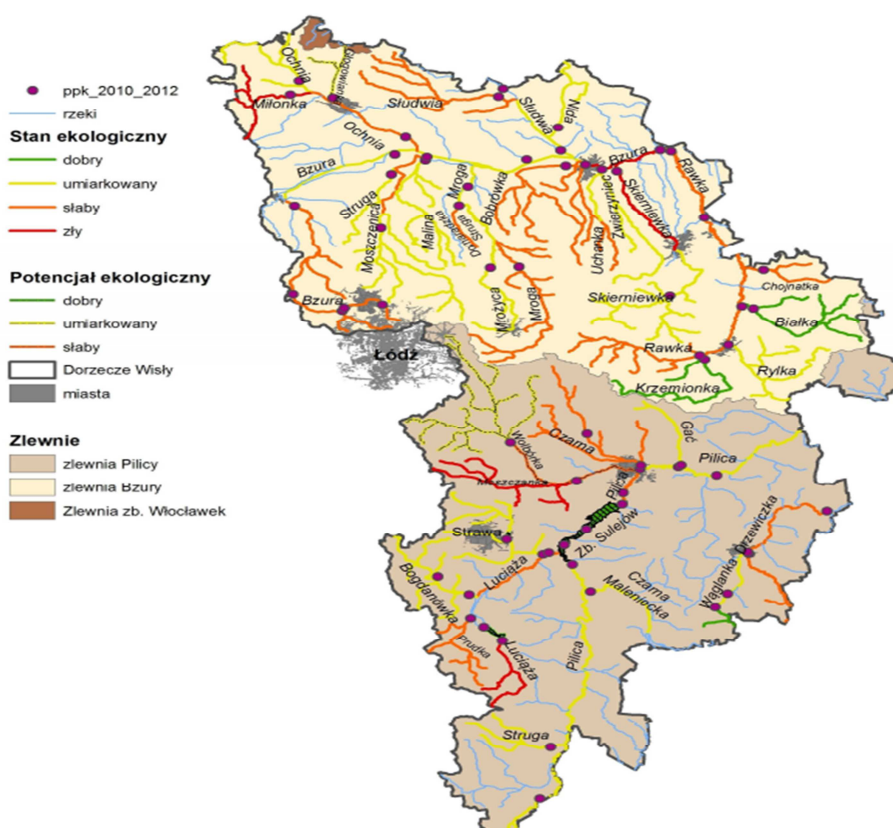 ppk_2010_2012
rzeki
Stan ekologiczny
dobry
umiarkowany
słaby
zły
Potencjał ekologiczny
dobry
umiarkowany
słaby
Dorzecze Wisły
miasta
Zlewnie
zlewnia Pilicy
zlewnia Bzury
Zlewnia zb. Włocławek
Ochnia
Głogowianka
Miłonka
Słudwia
Słudwia
Nida
Ochnia
Bzura
Bzura
Rawka
Struga
Moszczenica
Malina
Mroga
Struga
Domaradzka
Bobrówka
Zwierzyniec
Skierniewka
Uchanka
Bzura
Mrożyca
Mroga
Skierniewka
Chojnatka
Białka
Łódź
Rawka
Rylka
Krzemionka
Wolbórka
Czarna
Gać
Pilica
Moszczanka
Pilica
Strawa
Zb. Sulejów
Drzewiczka
Wąglanka
Luciąża
Bogdanówka
Czarna
Maleniecka
Prudka
Luciąża
Pilica
Struga